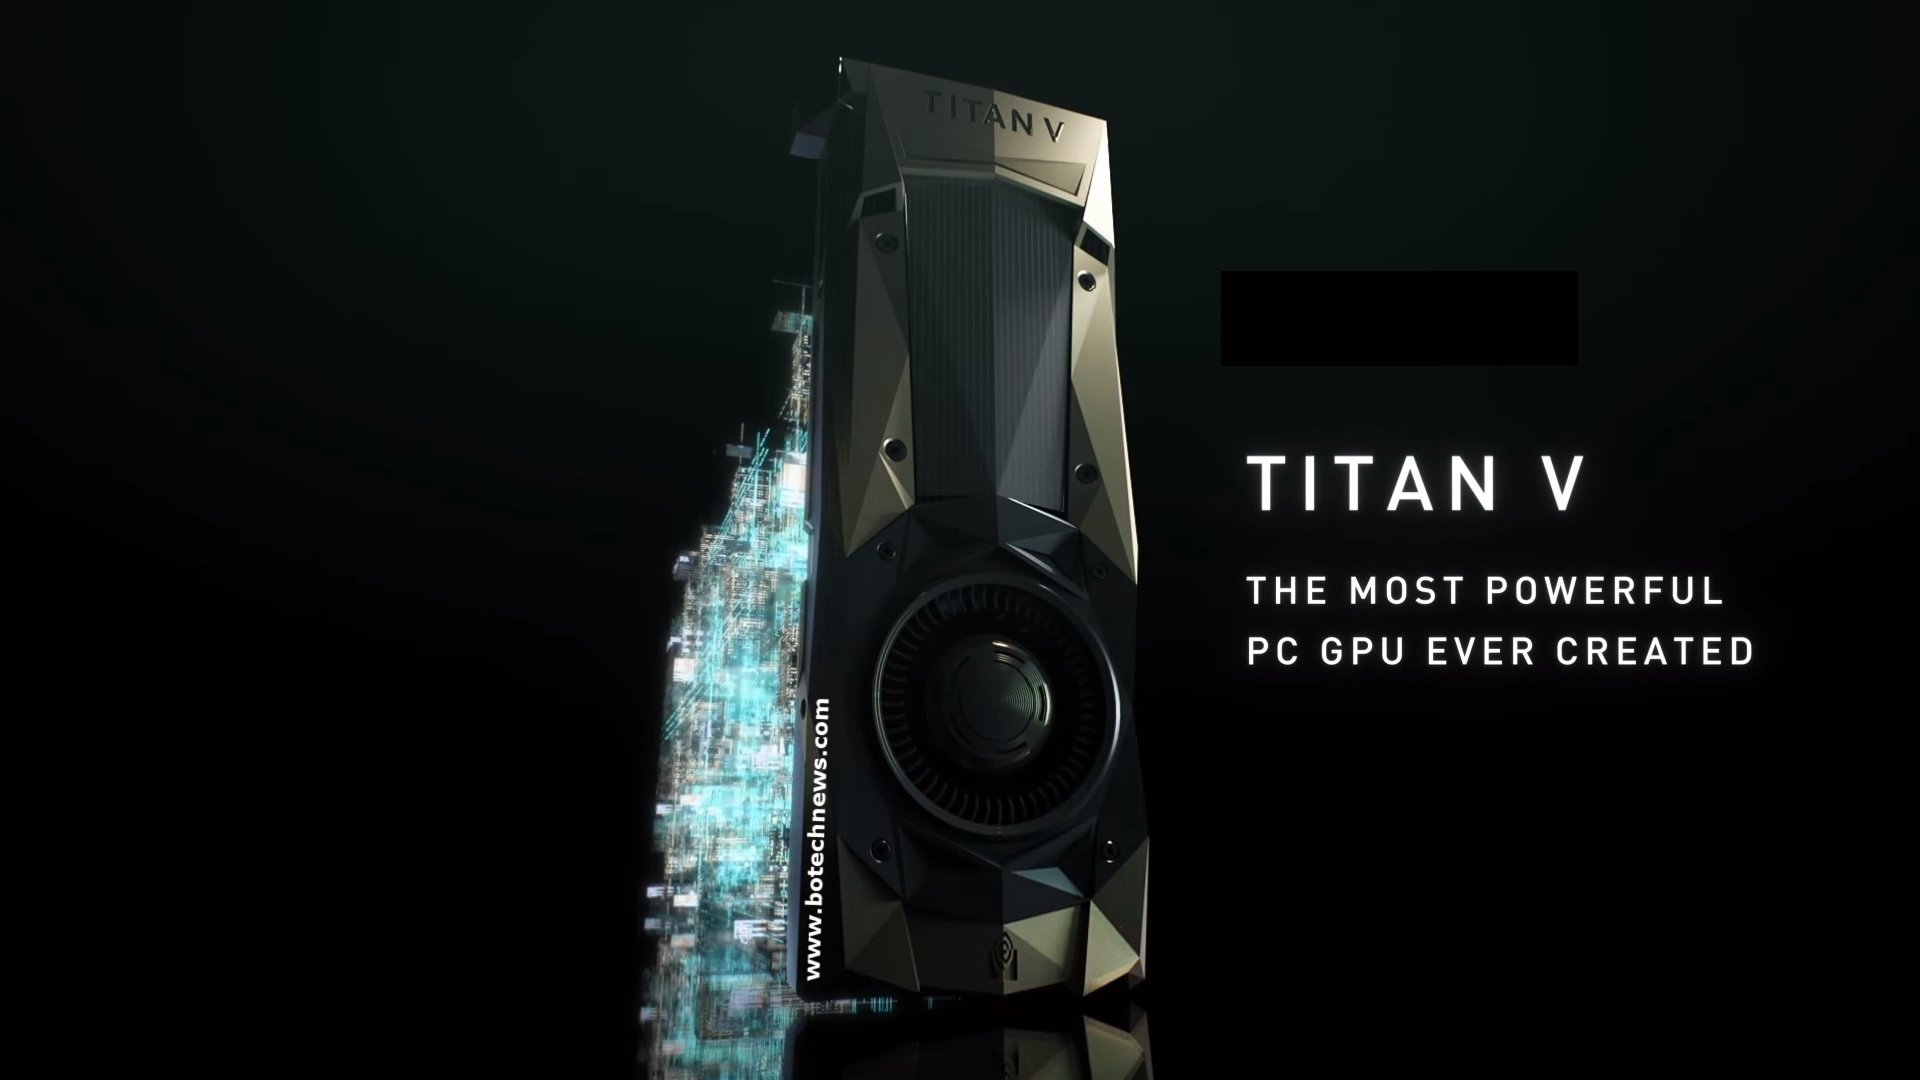 TITAN V
TITAN V
THE MOST POWERFUL
PC GPU EVER CREATED
www.botechnews.com